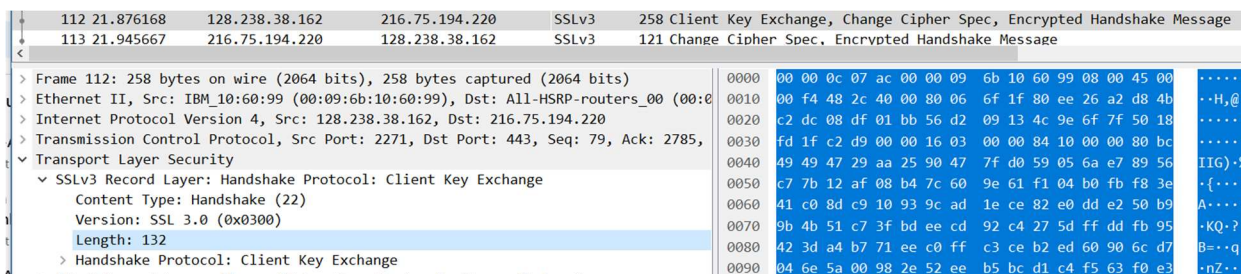 112 21.876168 128.238.38.162 216.75.194.220 SSLv3 258 Client Key Exchange, Change Cipher Spec, Encrypted Handshake Message
113 21.945667 216.75.194.220 128.238.38.162 SSLv3 121 Change Cipher Spec, Encrypted Handshake Message
> Frame 112: 258 bytes on wire (2064 bits), 258 bytes captured (2064 bits)
> Ethernet II, Src: IBM_10:60:99 (00:09:6b:10:60:99), Dst: All-HSRP-routers_00 (00:0
> Internet Protocol Version 4, Src: 128.238.38.162, Dst: 216.75.194.220
> Transmission Control Protocol, Src Port: 2271, Dst Port: 443, Seq: 79, Ack: 2785,
Transport Layer Security
SSLv3 Record Layer: Handshake Protocol: Client Key Exchange
Content Type: Handshake (22)
Version: SSL 3.0 (0x0300)
Length: 132
> Handshake Protocol: Client Key Exchange
0000 00 00 0c 07 ac 00 00 09 6b 10 60 99 08 00 45 00 ·····
0010 00 f4 48 2c 40 00 80 06 6f 1f 80 ee 26 a2 d8 4b ··H,@
0020 c2 dc 08 df 01 bb 56 d2 09 13 4c 9e 6f 7f 50 18 ·····
0030 fd 1f c2 d9 00 00 16 03 00 00 84 10 00 00 80 bc ·····
0040 49 49 47 29 aa 25 90 47 7f d0 59 05 6a e7 89 56 IIG)·
0050 c7 7b 12 af 08 b4 7c 60 9e 61 f1 04 b0 fb f8 3e ·{···
0060 41 c0 8d c9 10 93 9c ad 1e ce 82 e0 dd e2 50 b9 A····
0070 9b 4b 51 c7 3f bd ee cd 92 c4 27 5d ff dd fb 95 ·KQ·?
0080 42 3d a4 b7 71 ee c0 ff c3 ce b2 ed 60 90 6c d7 B=··q
0090 04 6e 5a 00 98 2e 52 ee b5 bc d1 c4 f5 63 f0 e3 ·nZ··